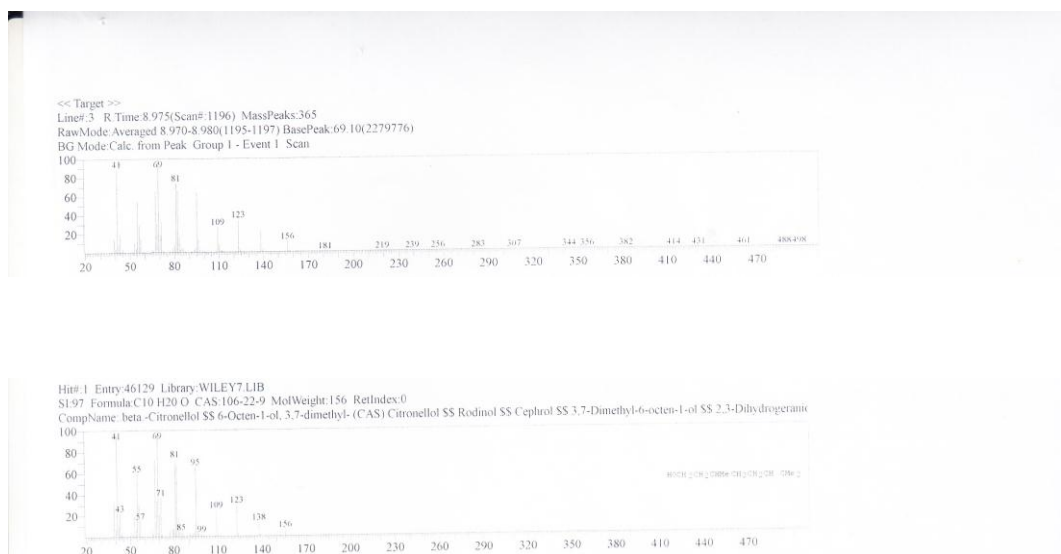 << Target >>
Line#:3 R.Time:8.975(Scan#:1196) MassPeaks:365
RawMode:Averaged 8.970-8.980(1195-1197) BasePeak:69.10(2279776)
BG Mode:Calc. from Peak Group 1 - Event 1 Scan
100
80
60
40
20
41 69 81 109 123 156 181 219 239 256 283 307 344 356 382 414 431 461 488 498
20 50 80 110 140 170 200 230 260 290 320 350 380 410 440 470
Hit#:1 Entry:46129 Library:WILEY7.LIB
SI:97 Formula:C10 H20 O CAS:106-22-9 MolWeight:156 RetIndex:0
CompName: beta.-Citronellol $$ 6-Octen-1-ol, 3,7-dimethyl- (CAS) Citronellol $$ Rodinol $$ Cephrol $$ 3,7-Dimethyl-6-octen-1-ol $$ 2,3-Dihydrogeranic
100
80
60
40
20
41 69 81 95 55 71 43 57 85 99 109 123 138 156
20 50 80 110 140 170 200 230 260 290 320 350 380 410 440 470